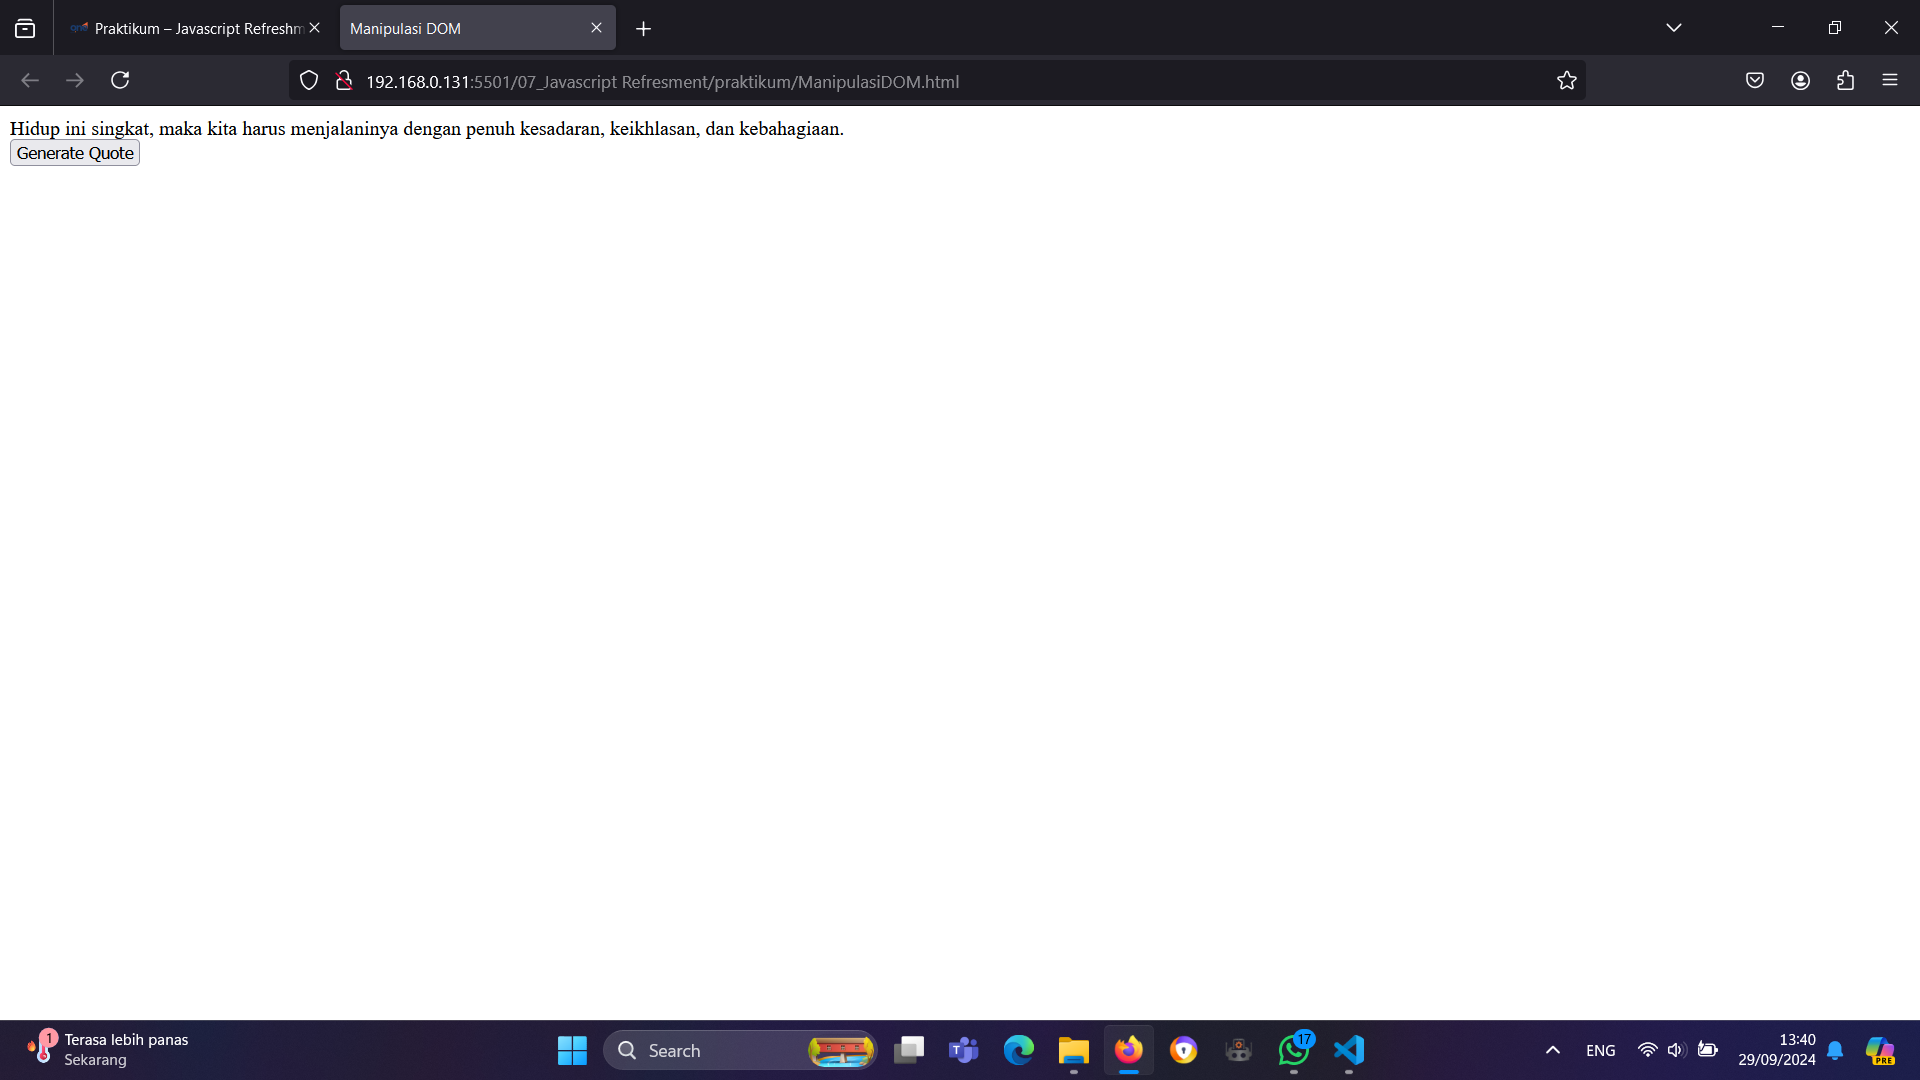 Praktikum – Javascript Refreshm
Manipulasi DOM
192.168.0.131:5501/07_Javascript Refresment/praktikum/ManipulasiDOM.html
Hidup ini singkat, maka kita harus menjalaninya dengan penuh kesadaran, keikhlasan, dan kebahagiaan.
Generate Quote
1
Terasa lebih panas
Sekarang
Search
T
17
ENG
13:40
29/09/2024
PRE